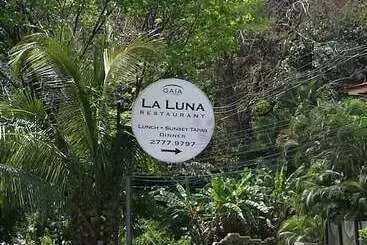 GAIA
LA LUNA
RESTAURANT
LUNCH • SUNSET TAPAS
DINNER
2777.9797